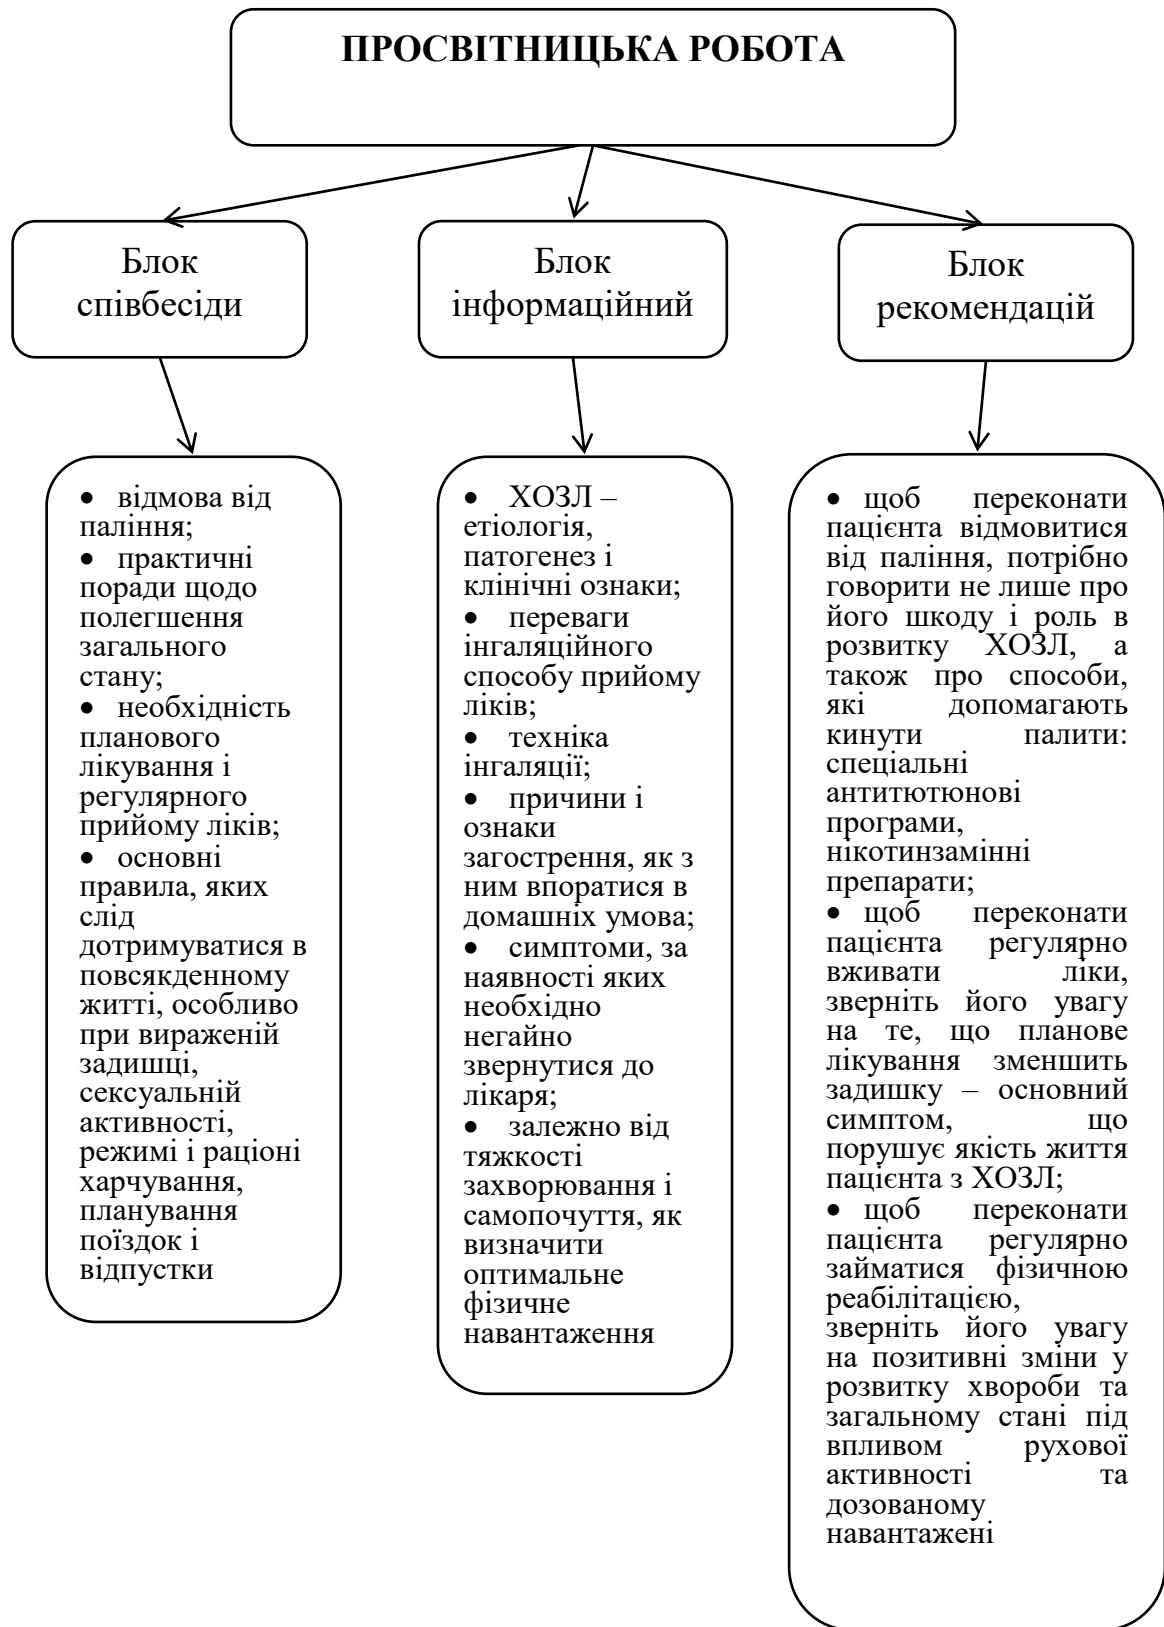 ПРОСВІТНИЦЬКА РОБОТА
Блок
співбесіди
Блок
інформаційний
Блок
рекомендацій
• відмова від
паління;
• практичні
поради щодо
полегшення
загального
стану;
• необхідність
планового
лікування і
регулярного
прийому ліків;
• основні
правила, яких
слід
дотримуватися в
повсякденному
житті, особливо
при вираженій
задишці,
сексуальній
активності,
режимі і раціоні
харчування,
планування
поїздок і
відпустки
• ХОЗЛ –
етіологія,
патогенез і
клінічні ознаки;
• переваги
інгаляційного
способу прийому
ліків;
• техніка
інгаляції;
• причини і
ознаки
загострення, як з
ним впоратися в
домашніх умова;
• симптоми, за
наявності яких
необхідно
негайно
звернутися до
лікаря;
• залежно від
тяжкості
захворювання і
самопочуття, як
визначити
оптимальне
фізичне
навантаження
• щоб переконати
пацієнта відмовитися
від паління, потрібно
говорити не лише про
його шкоду і роль в
розвитку ХОЗЛ, а
також про способи,
які допомагають
кинути палити:
спеціальні
антитютюнові
програми,
нікотинзамінні
препарати;
• щоб переконати
пацієнта регулярно
вживати ліки,
зверніть його увагу
на те, що планове
лікування зменшить
задишку – основний
симптом, що
порушує якість життя
пацієнта з ХОЗЛ;
• щоб переконати
пацієнта регулярно
займатися фізичною
реабілітацією,
зверніть його увагу
на позитивні зміни у
розвитку хвороби та
загальному стані під
впливом рухової
активності та
дозованому
навантажені